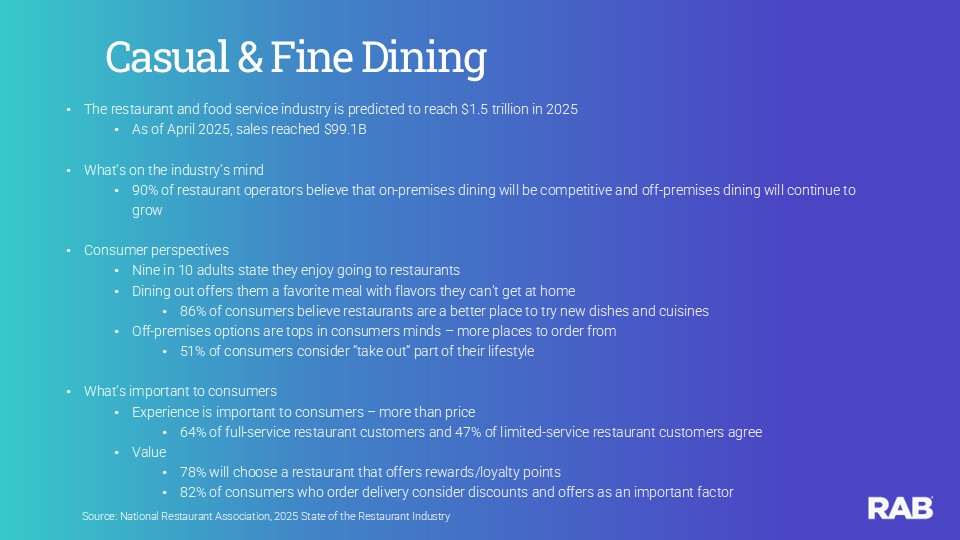 Casual & Fine Dining
▪ The restaurant and food service industry is predicted to reach $1.5 trillion in 2025
▪ As of April 2025, sales reached $99.1B
▪ What's on the industry's mind
▪ 90% of restaurant operators believe that on-premises dining will be competitive and off-premises dining will continue to
grow
▪ Consumer perspectives
▪ Nine in 10 adults state they enjoy going to restaurants
▪ Dining out offers them a favorite meal with flavors they can't get at home
▪ 86% of consumers believe restaurants are a better place to try new dishes and cuisines
▪ Off-premises options are tops in consumers minds – more places to order from
▪ 51% of consumers consider “take out” part of their lifestyle
▪ What's important to consumers
▪ Experience is important to consumers – more than price
▪ 64% of full-service restaurant customers and 47% of limited-service restaurant customers agree
▪ Value
▪ 78% will choose a restaurant that offers rewards/loyalty points
▪ 82% of consumers who order delivery consider discounts and offers as an important factor
Source: National Restaurant Association, 2025 State of the Restaurant Industry
RAB